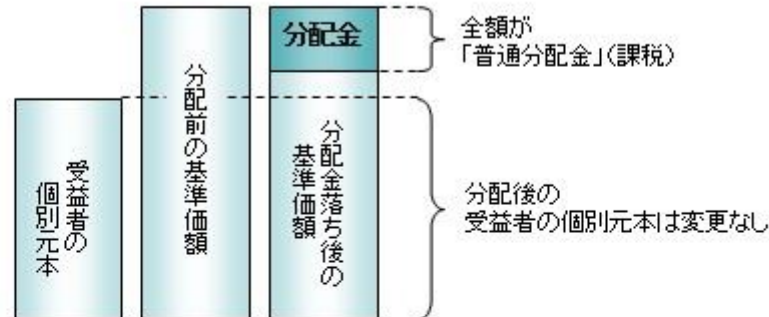 受益者の
個別元本
分配前の基準価額
分配金
分配金落ち後の
基準価額
全額が
「普通分配金」(課税)
分配後の
受益者の個別元本は変更なし